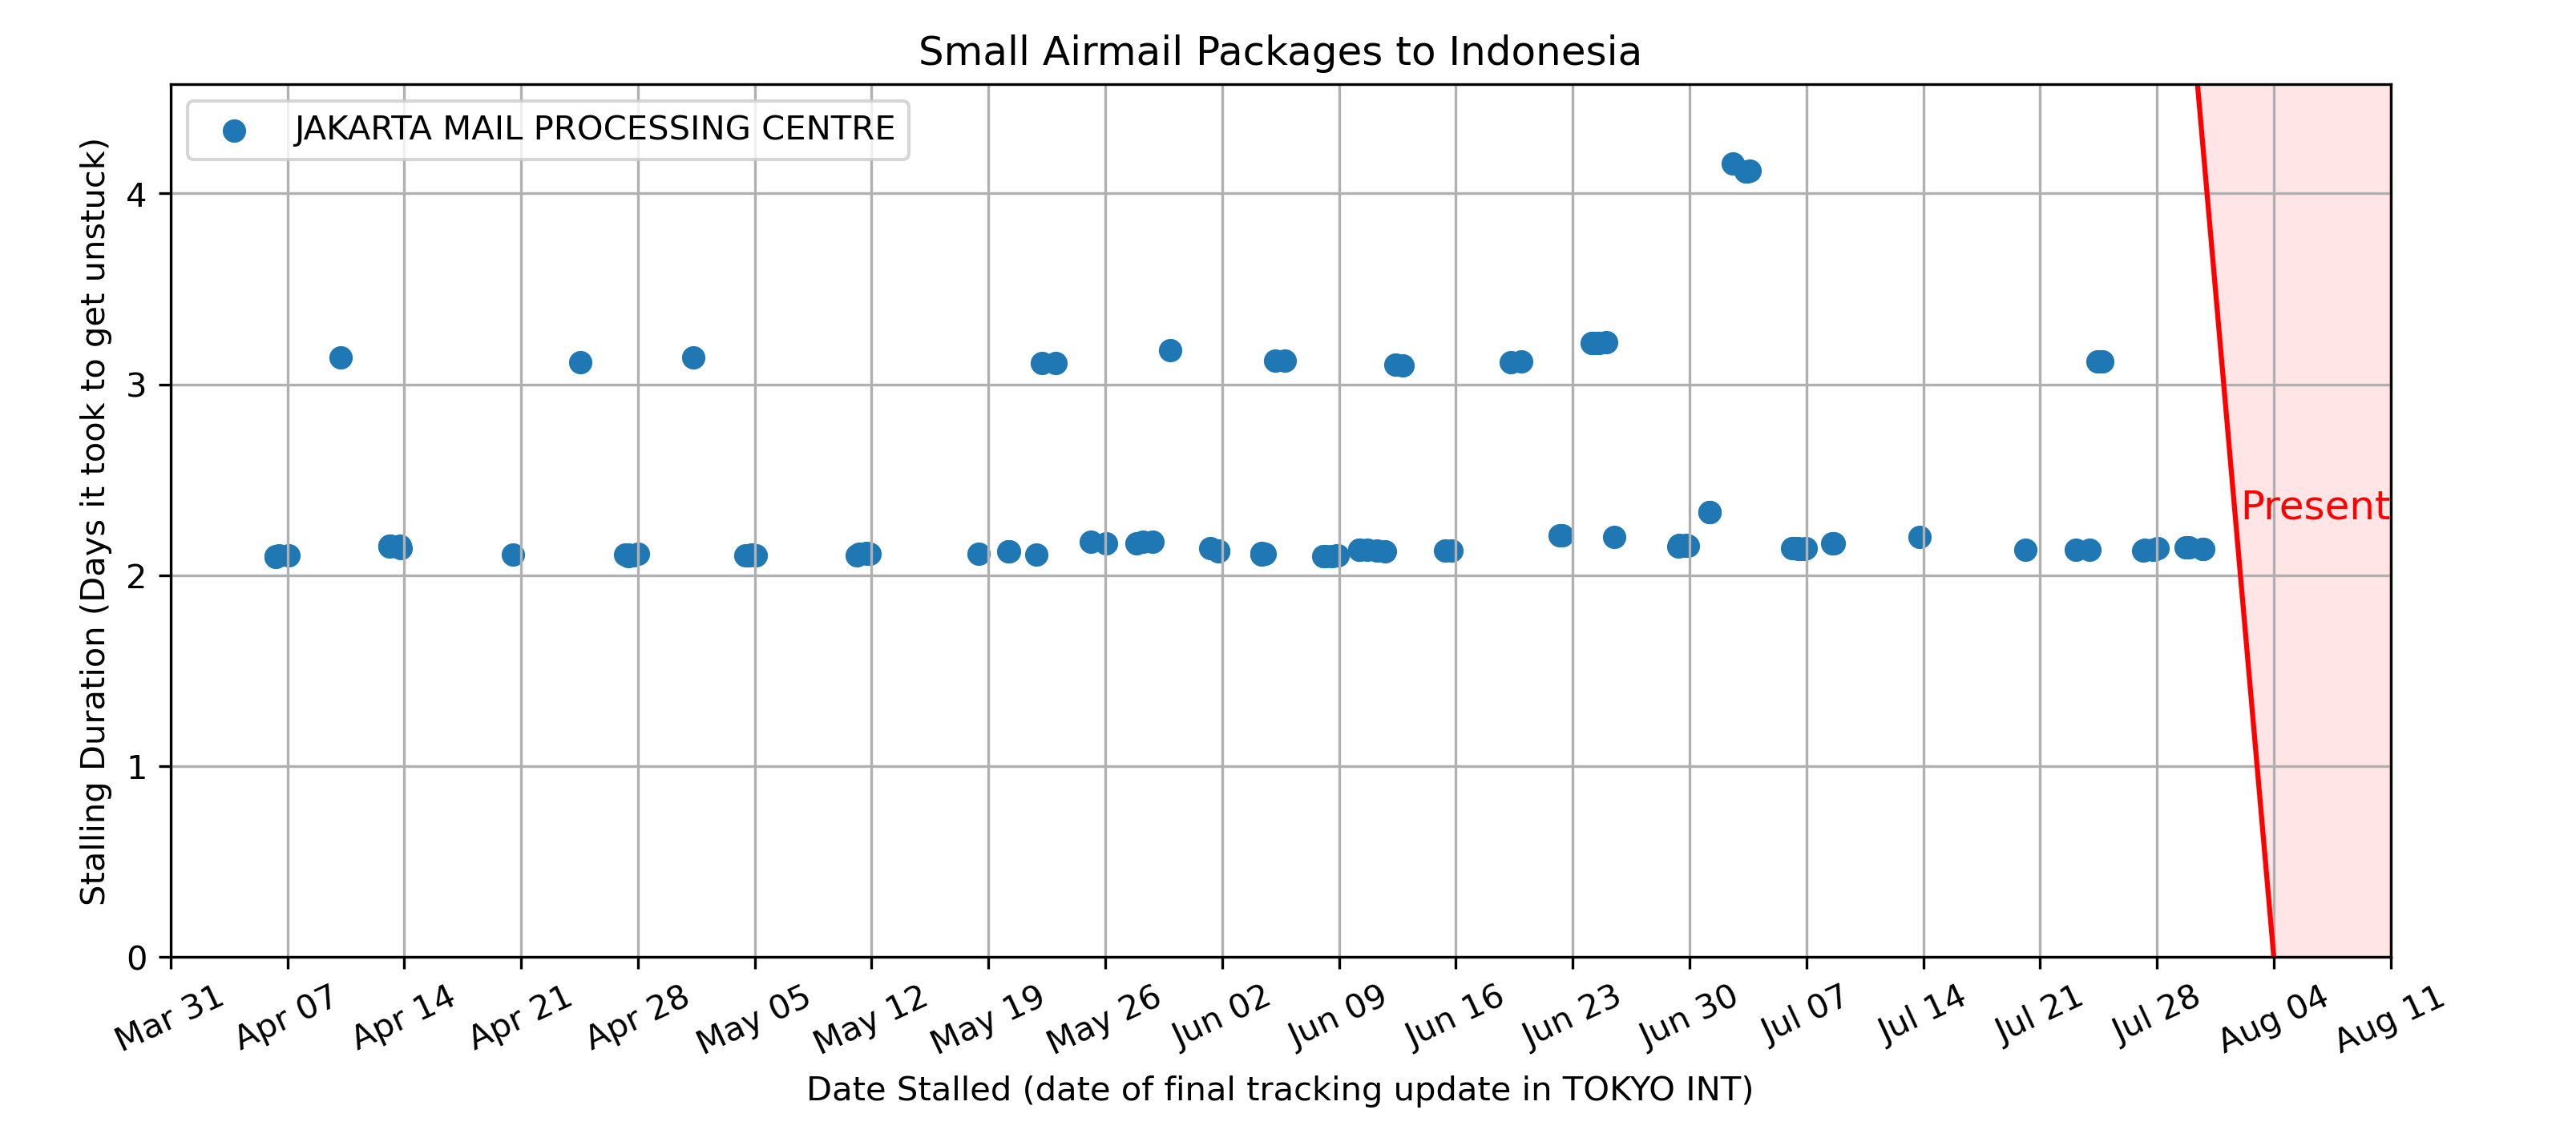 Small Airmail Packages to Indonesia
JAKARTA MAIL PROCESSING CENTRE
Stalling Duration (Days it took to get unstuck)
4
3
2
1
0
Present
Mar 31 Apr 07 Apr 14 Apr 21 Apr 28 May 05 May 12 May 19 May 26 Jun 02 Jun 09 Jun 16 Jun 23 Jun 30 Jul 07 Jul 14 Jul 21 Jul 28 Aug 04 Aug 11
Date Stalled (date of final tracking update in TOKYO INT)